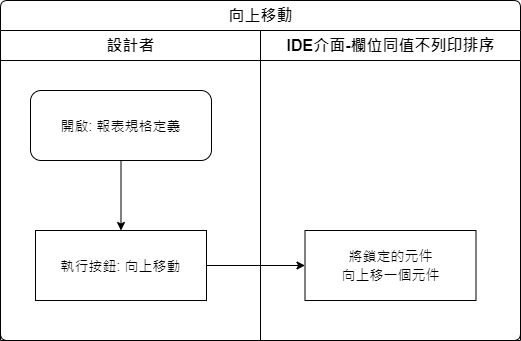 向上移動
設計者
IDE介面-欄位同值不列印排序
開啟: 報表規格定義
執行按鈕: 向上移動
將鎖定的元件
向上移一個元件